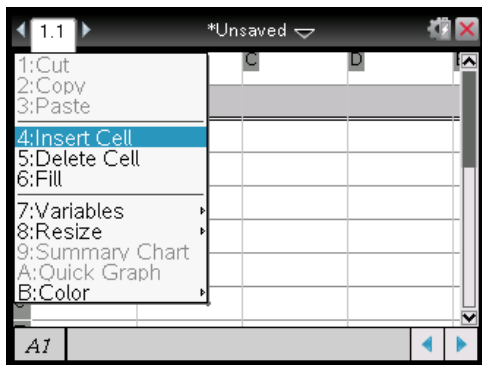 1.1 *Unsaved
C D
1:Cut
2:Copy
3:Paste
4:Insert Cell
5:Delete Cell
6:Fill
7:Variables
8:Resize
9:Summary Chart
A:Quick Graph
B:Color
A1